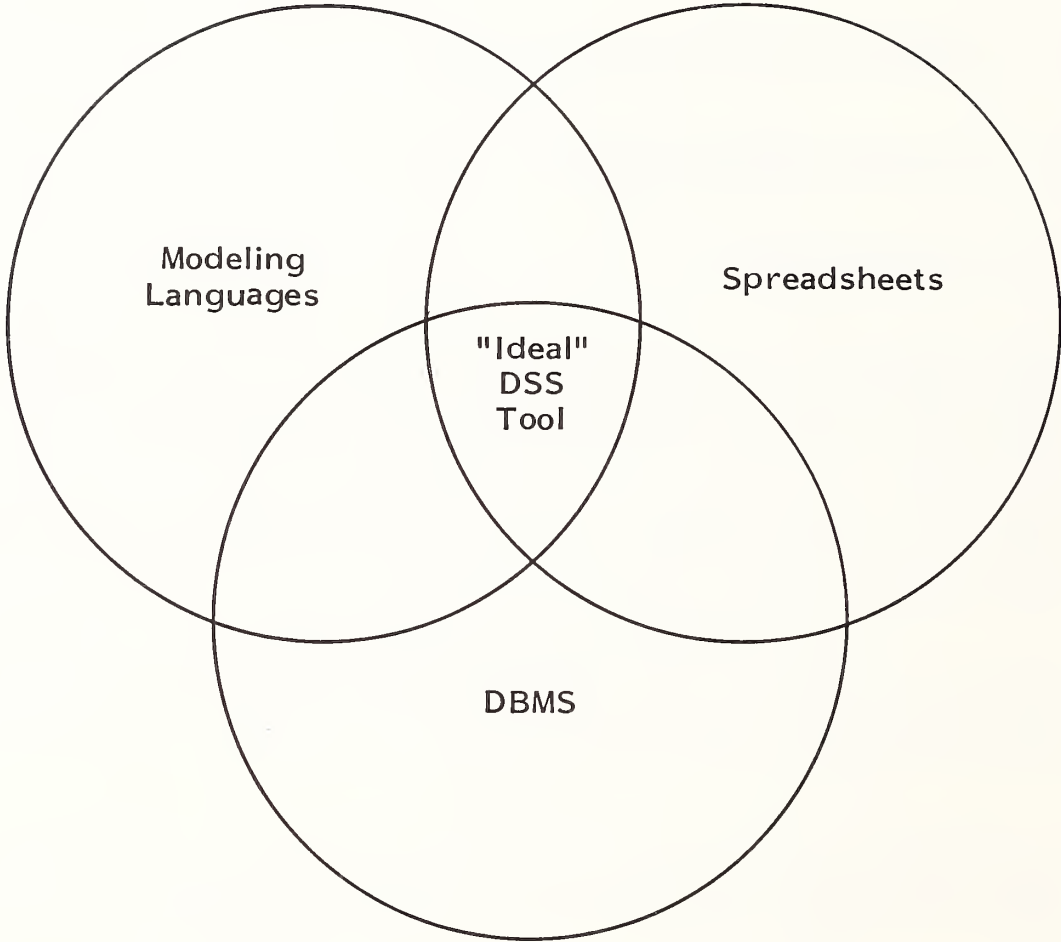 Modeling
Languages
Spreadsheets
"Ideal"
DSS
Tool
DBMS